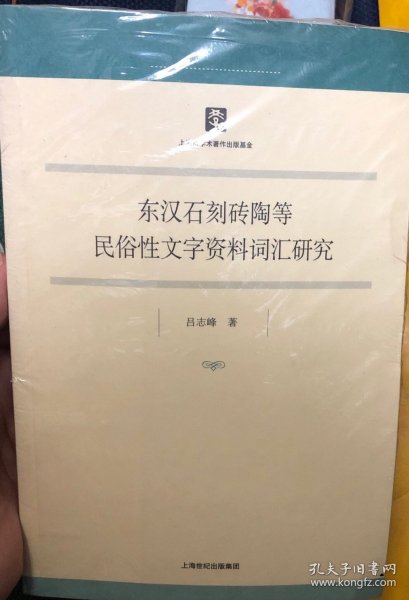 上海市学术著作出版基金
东汉石刻砖陶等
民俗性文字资料词汇研究
吕志峰 著
上海世纪出版集团
孔夫子旧书网
www.kongfz.com